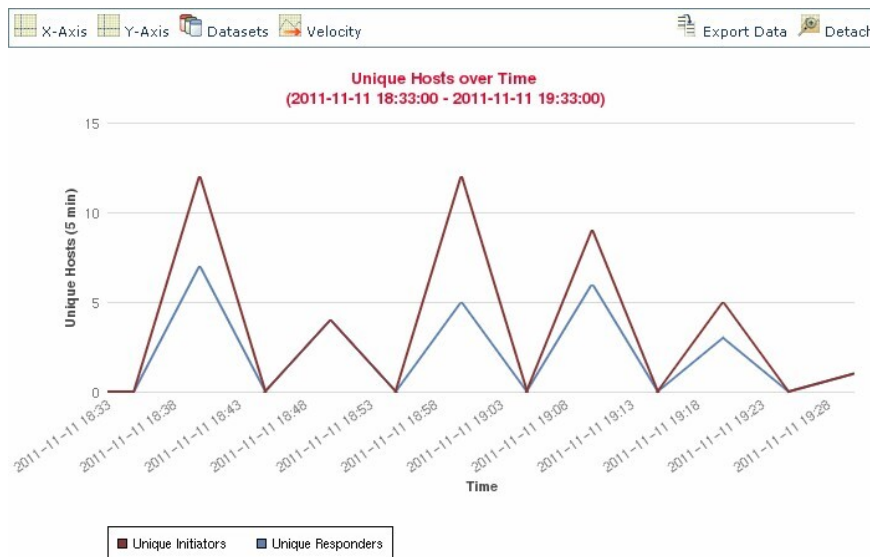 X-Axis Y-Axis Datasets Velocity Export Data Detach
Unique Hosts over Time
(2011-11-11 18:33:00 - 2011-11-11 19:33:00)
15
10
5
0
Unique Hosts (5 min)
2011-11-11 18:33 2011-11-11 18:38 2011-11-11 18:43 2011-11-11 18:48 2011-11-11 18:53 2011-11-11 18:58 2011-11-11 19:03 2011-11-11 19:08 2011-11-11 19:13 2011-11-11 19:18 2011-11-11 19:23 2011-11-11 19:28
Time
Unique Initiators Unique Responders